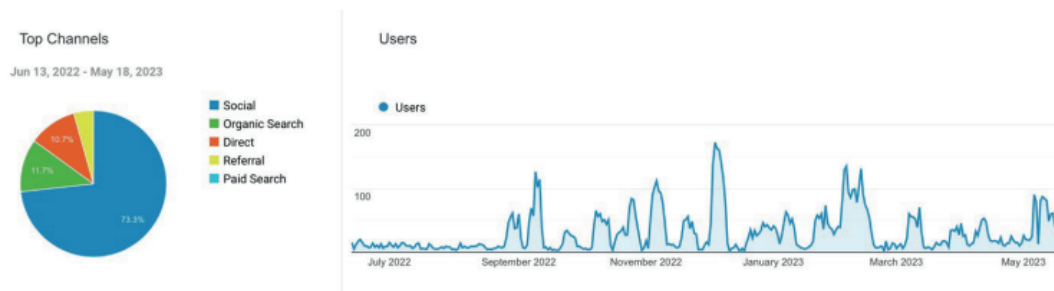 Top Channels
Jun 13, 2022 - May 18, 2023
Social
Organic Search
Direct
Referral
Paid Search
10.7%
11.7%
73.3%
Users
Users
200
100
July 2022 September 2022 November 2022 January 2023 March 2023 May 2023